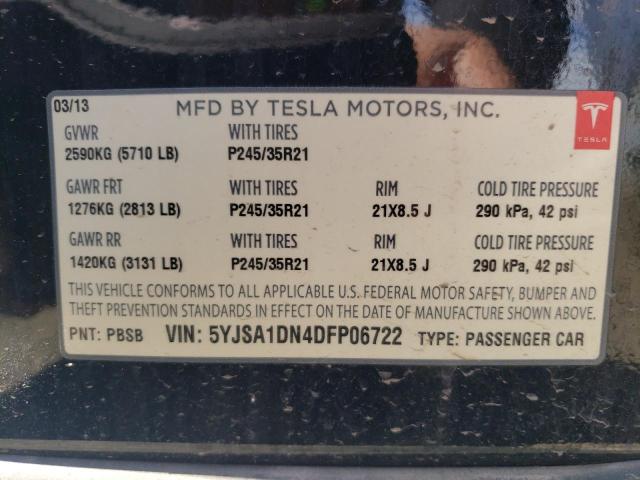 03/13 MFD BY TESLA MOTORS, INC.
TESLA
GVWR WITH TIRES
2590KG (5710 LB) P245/35R21
GAWR FRT WITH TIRES RIM COLD TIRE PRESSURE
1276KG (2813 LB) P245/35R21 21X8.5 J 290 kPa, 42 psi
GAWR RR WITH TIRES RIM COLD TIRE PRESSURE
1420KG (3131 LB) P245/35R21 21X8.5 J 290 kPa, 42 psi
THIS VEHICLE CONFORMS TO ALL APPLICABLE U.S. FEDERAL MOTOR SAFETY, BUMPER AND
THEFT PREVENTION STANDARDS IN EFFECT ON THE DATE OF MANUFACTURE SHOWN ABOVE.
PNT: PBSB VIN: 5YJSA1DN4DFP06722 TYPE: PASSENGER CAR